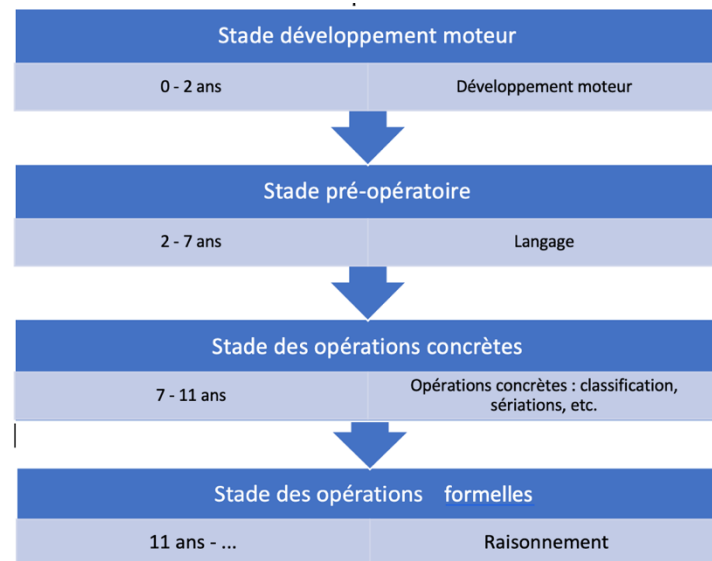 Stade développement moteur
0 - 2 ans
Développement moteur
Stade pré-opératoire
2 - 7 ans
Langage
Stade des opérations concrètes
7 - 11 ans
Opérations concrètes : classification,
sériations, etc.
Stade des opérations formelles
11 ans - ...
Raisonnement